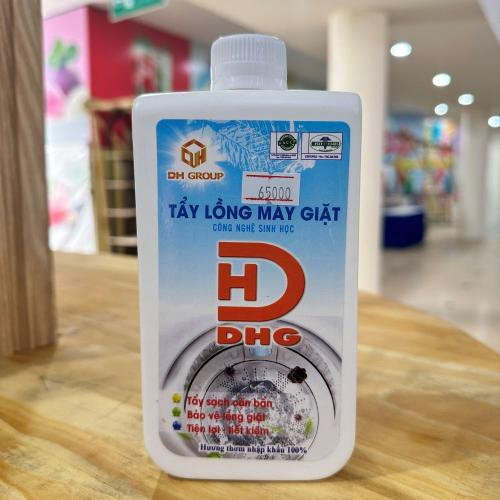 DH GROUP
65000
TẨY LỒNG MÁY GIẶT
CÔNG NGHỆ SINH HỌC
DH
DHG
Tẩy sạch cặn bẩn
Bảo vệ lồng giặt
Tiện lợi - tiết kiệm
Hương thơm nhập khẩu 100%